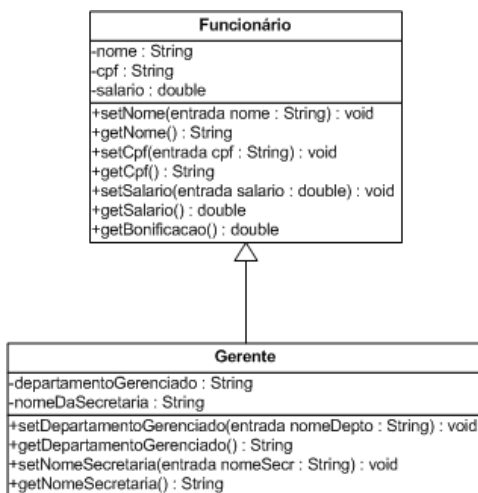 Funcionário
-nome : String
-cpf : String
-salario : double
+setNome(entrada nome : String) : void
+getNome() : String
+setCpf(entrada cpf : String) : void
+getCpf() : String
+setSalario(entrada salario : double) : void
+getSalario() : double
+getBonificacao() : double
Gerente
-departamentoGerenciado : String
-nomeDaSecretaria : String
+setDepartamentoGerenciado(entrada nomeDepto : String) : void
+getDepartamentoGerenciado() : String
+setNomeSecretaria(entrada nomeSecr : String) : void
+getNomeSecretaria() : String